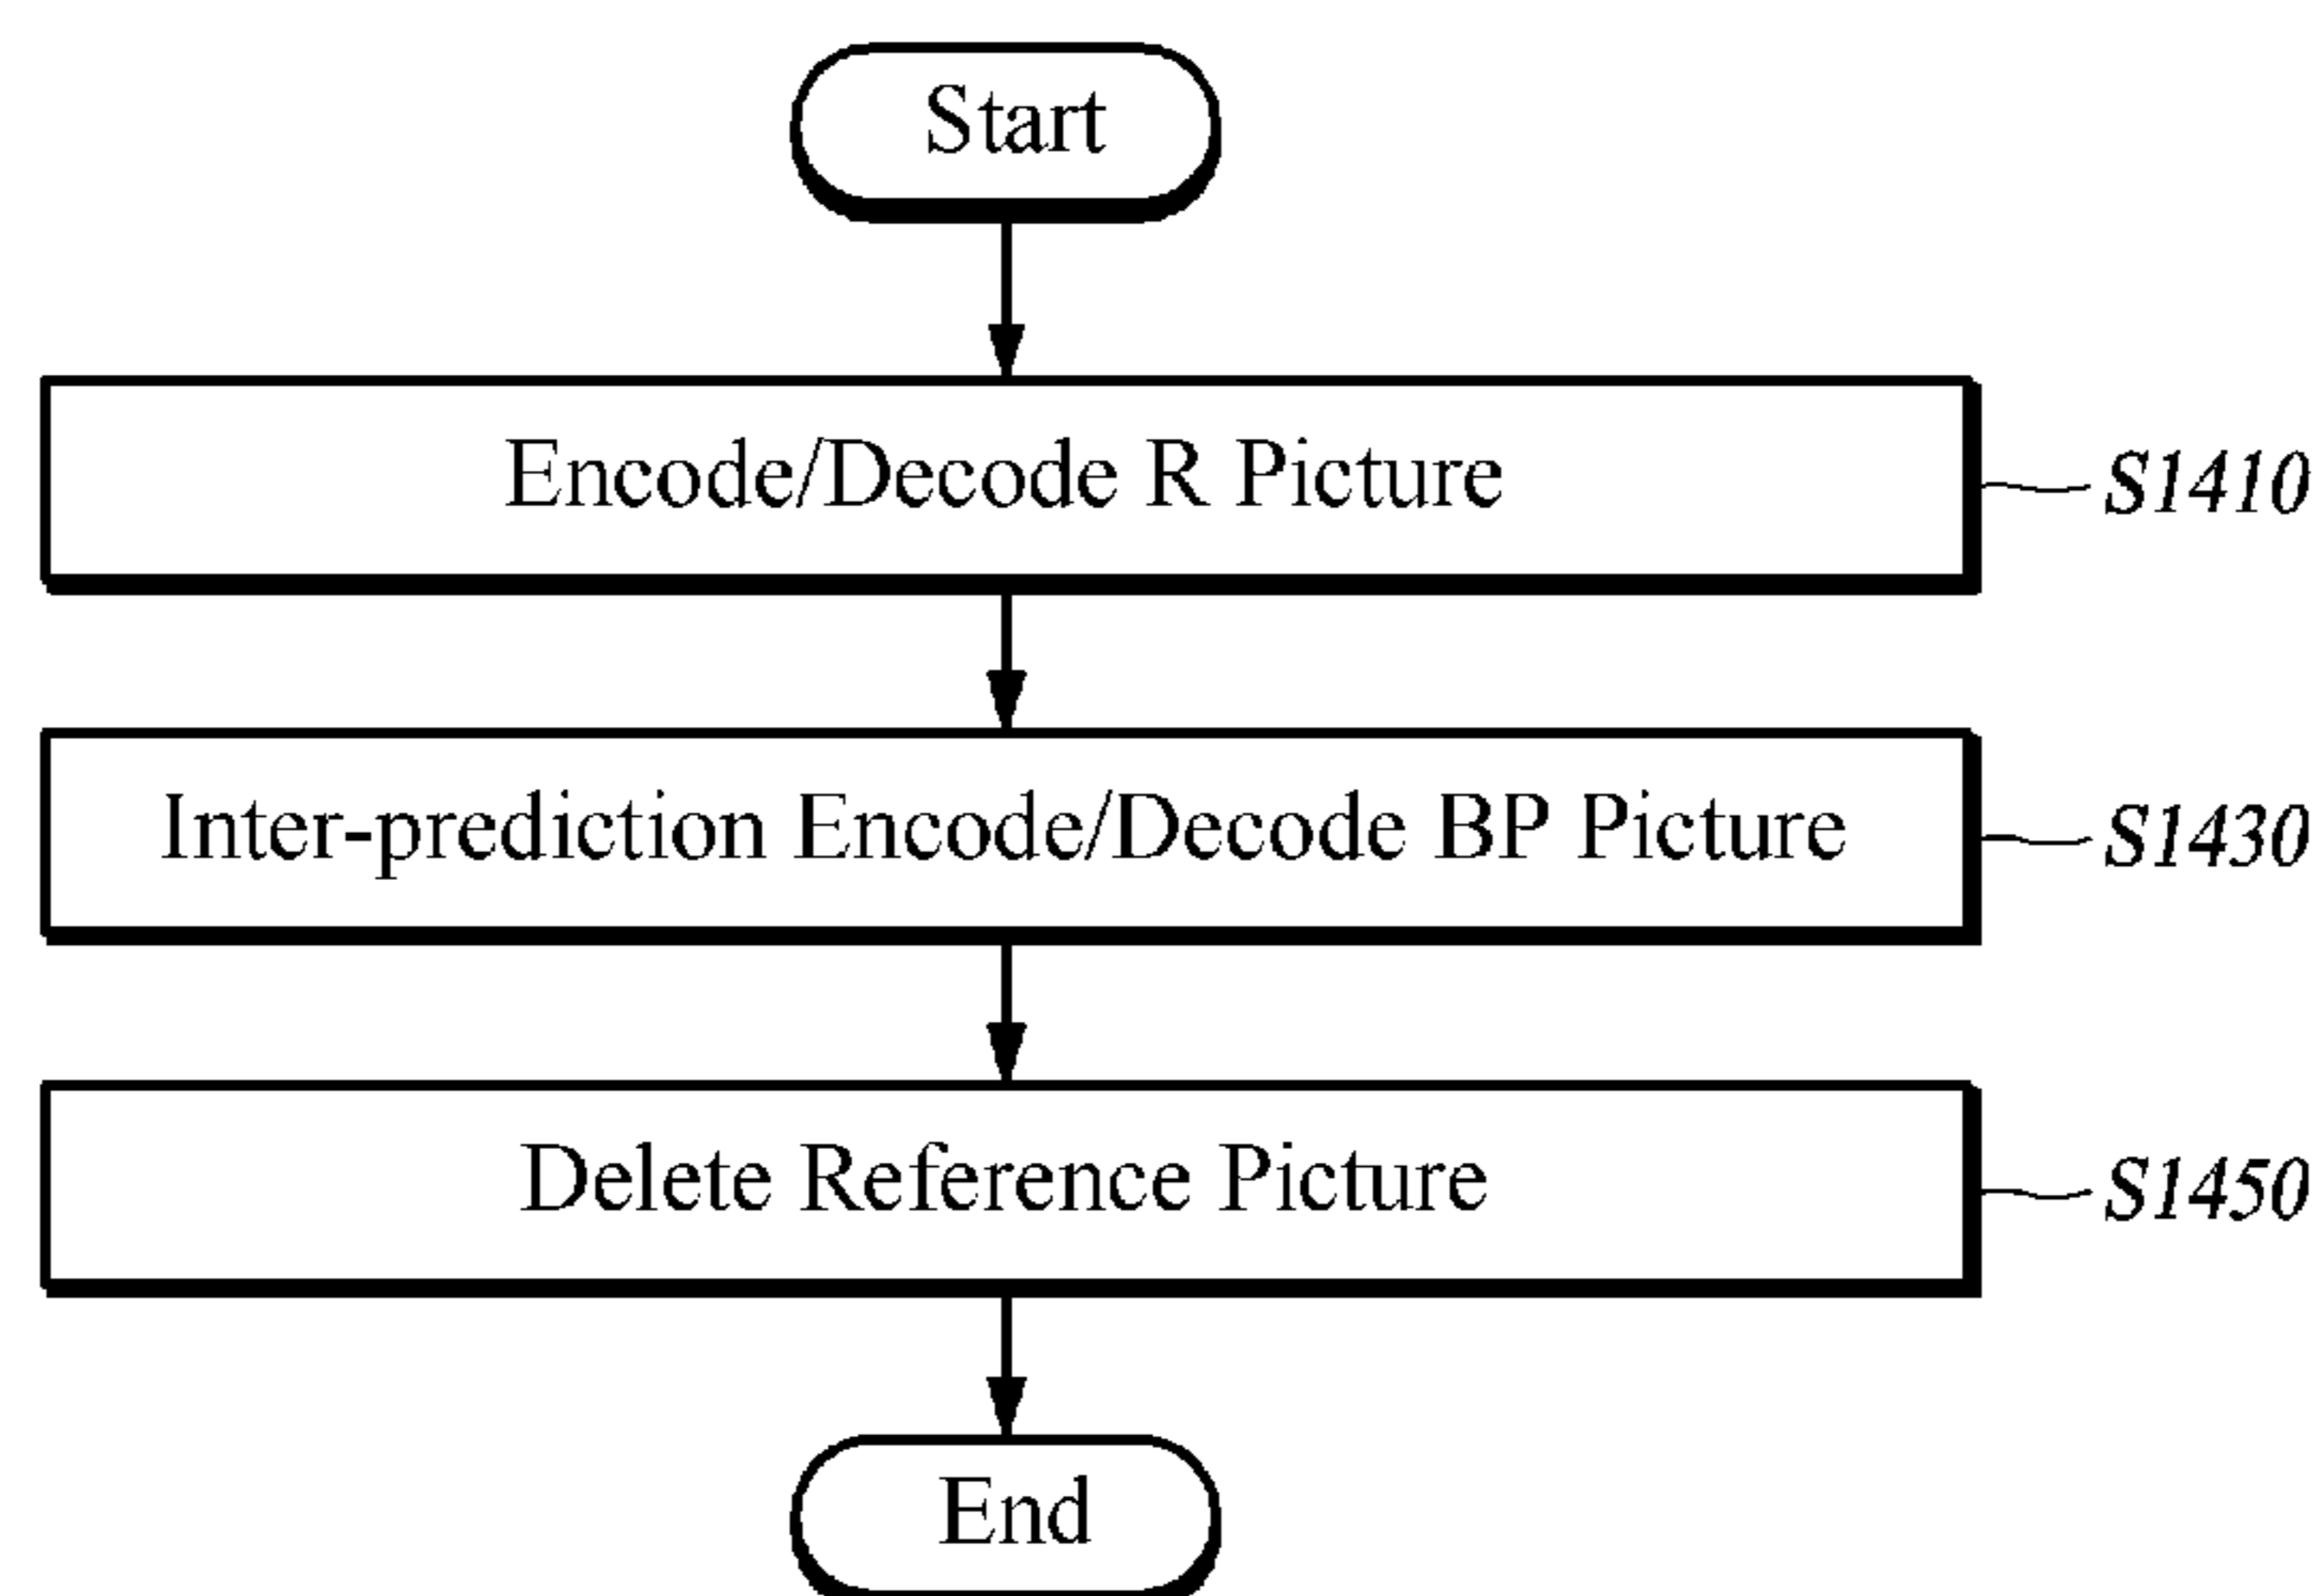 Start
Encode/Decode R Picture
S1410
Inter-prediction Encode/Decode BP Picture
S1430
Delete Reference Picture
S1450
End